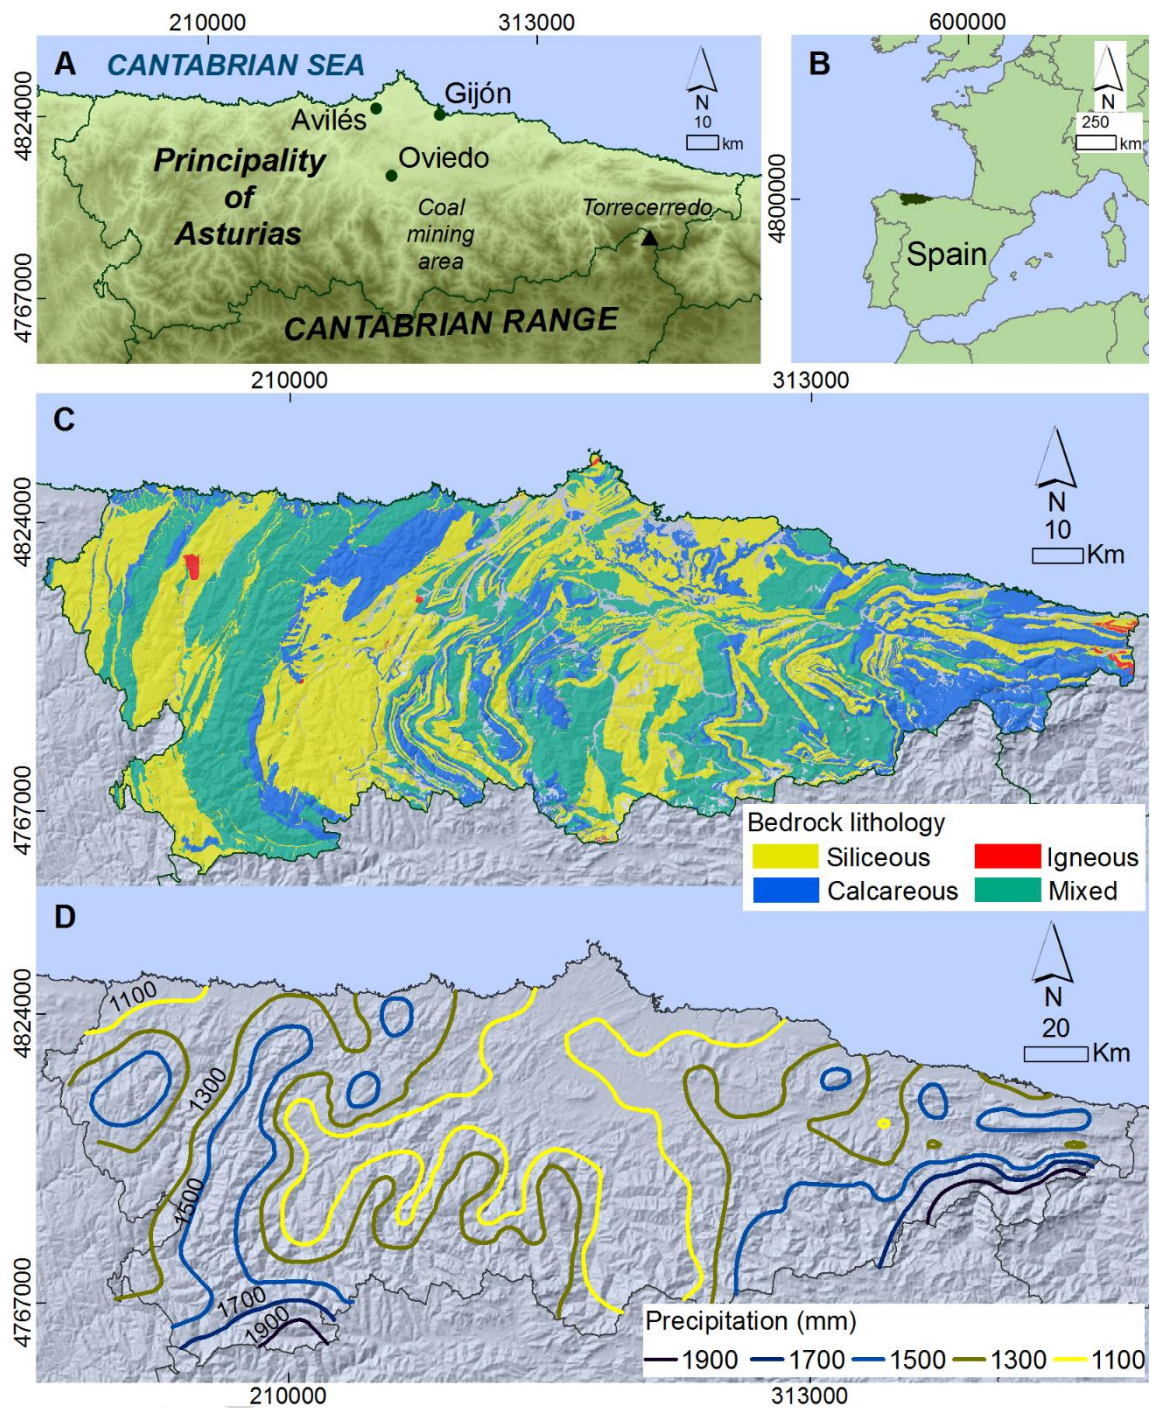 210000
313000
600000
A
CANTABRIAN SEA
N
10
km
Gijón
Avilés
4824000
Principality
of
Asturias
Oviedo
Coal
mining
area
Torrecerredo
4767000
CANTABRIAN RANGE
B
N
250
km
4800000
Spain
210000
313000
C
N
10
Km
4824000
4767000
Bedrock lithology
Siliceous
Igneous
Calcareous
Mixed
D
N
20
Km
4824000
1100
1300
1500
1700
1900
4767000
Precipitation (mm)
1900 1700 1500 1300 1100
210000
313000